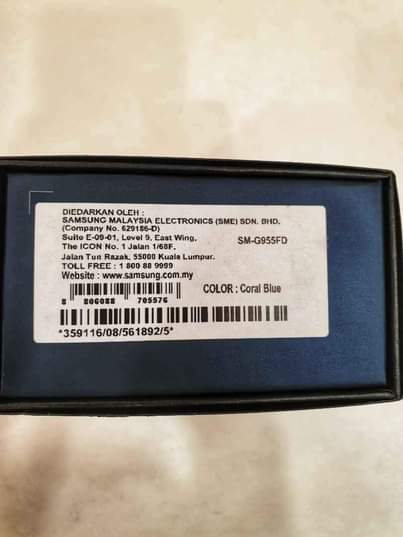 DIEDARKAN OLEH :
SAMSUNG MALAYSIA ELECTRONICS (SME) SDN. BHD.
(Company No. 629186-D)
Suite E-09-01, Level 9, East Wing,
The ICON No. 1 Jalan 1/68F,
Jalan Tun Razak, 55000 Kuala Lumpur.
TOLL FREE : 1 800 88 9999
Website : www.samsung.com.my
SM-G955FD
8 806088 705576
COLOR : Coral Blue
*359116/08/561892/5*